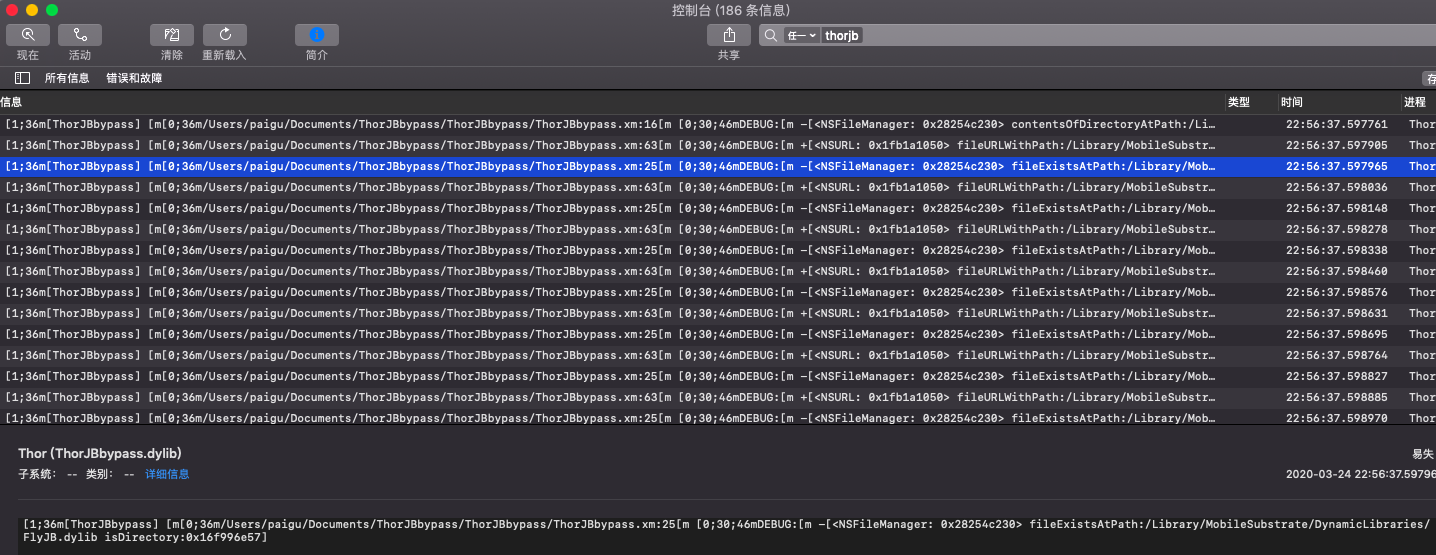 控制台 (186 条信息)
现在 活动 清除 重新载入 简介 共享 任一 thorjb
所有信息 错误和故障 存
信息 类型 时间 进程
[1;36m[ThorJBbypass] [m[0;36m/Users/paigu/Documents/ThorJBbypass/ThorJBbypass/ThorJBbypass.xm:16[m [0;30;46mDEBUG:[m -[<NSFileManager: 0x28254c230> contentsOfDirectoryAtPath:/Li… 22:56:37.597761 Thor
[1;36m[ThorJBbypass] [m[0;36m/Users/paigu/Documents/ThorJBbypass/ThorJBbypass/ThorJBbypass.xm:63[m [0;30;46mDEBUG:[m +[<NSURL: 0x1fb1a1050> fileURLWithPath:/Library/MobileSubstr… 22:56:37.597905 Thor
[1;36m[ThorJBbypass] [m[0;36m/Users/paigu/Documents/ThorJBbypass/ThorJBbypass/ThorJBbypass.xm:25[m [0;30;46mDEBUG:[m -[<NSFileManager: 0x28254c230> fileExistsAtPath:/Library/Mob… 22:56:37.597965 Thor
[1;36m[ThorJBbypass] [m[0;36m/Users/paigu/Documents/ThorJBbypass/ThorJBbypass/ThorJBbypass.xm:63[m [0;30;46mDEBUG:[m +[<NSURL: 0x1fb1a1050> fileURLWithPath:/Library/MobileSubstr… 22:56:37.598036 Thor
[1;36m[ThorJBbypass] [m[0;36m/Users/paigu/Documents/ThorJBbypass/ThorJBbypass/ThorJBbypass.xm:25[m [0;30;46mDEBUG:[m -[<NSFileManager: 0x28254c230> fileExistsAtPath:/Library/Mob… 22:56:37.598148 Thor
[1;36m[ThorJBbypass] [m[0;36m/Users/paigu/Documents/ThorJBbypass/ThorJBbypass/ThorJBbypass.xm:63[m [0;30;46mDEBUG:[m +[<NSURL: 0x1fb1a1050> fileURLWithPath:/Library/MobileSubstr… 22:56:37.598278 Thor
[1;36m[ThorJBbypass] [m[0;36m/Users/paigu/Documents/ThorJBbypass/ThorJBbypass/ThorJBbypass.xm:25[m [0;30;46mDEBUG:[m -[<NSFileManager: 0x28254c230> fileExistsAtPath:/Library/Mob… 22:56:37.598338 Thor
[1;36m[ThorJBbypass] [m[0;36m/Users/paigu/Documents/ThorJBbypass/ThorJBbypass/ThorJBbypass.xm:63[m [0;30;46mDEBUG:[m +[<NSURL: 0x1fb1a1050> fileURLWithPath:/Library/MobileSubstr… 22:56:37.598460 Thor
[1;36m[ThorJBbypass] [m[0;36m/Users/paigu/Documents/ThorJBbypass/ThorJBbypass/ThorJBbypass.xm:25[m [0;30;46mDEBUG:[m -[<NSFileManager: 0x28254c230> fileExistsAtPath:/Library/Mob… 22:56:37.598576 Thor
[1;36m[ThorJBbypass] [m[0;36m/Users/paigu/Documents/ThorJBbypass/ThorJBbypass/ThorJBbypass.xm:63[m [0;30;46mDEBUG:[m +[<NSURL: 0x1fb1a1050> fileURLWithPath:/Library/MobileSubstr… 22:56:37.598631 Thor
[1;36m[ThorJBbypass] [m[0;36m/Users/paigu/Documents/ThorJBbypass/ThorJBbypass/ThorJBbypass.xm:25[m [0;30;46mDEBUG:[m -[<NSFileManager: 0x28254c230> fileExistsAtPath:/Library/Mob… 22:56:37.598695 Thor
[1;36m[ThorJBbypass] [m[0;36m/Users/paigu/Documents/ThorJBbypass/ThorJBbypass/ThorJBbypass.xm:63[m [0;30;46mDEBUG:[m +[<NSURL: 0x1fb1a1050> fileURLWithPath:/Library/MobileSubstr… 22:56:37.598764 Thor
[1;36m[ThorJBbypass] [m[0;36m/Users/paigu/Documents/ThorJBbypass/ThorJBbypass/ThorJBbypass.xm:25[m [0;30;46mDEBUG:[m -[<NSFileManager: 0x28254c230> fileExistsAtPath:/Library/Mob… 22:56:37.598827 Thor
[1;36m[ThorJBbypass] [m[0;36m/Users/paigu/Documents/ThorJBbypass/ThorJBbypass/ThorJBbypass.xm:63[m [0;30;46mDEBUG:[m +[<NSURL: 0x1fb1a1050> fileURLWithPath:/Library/MobileSubstr… 22:56:37.598885 Thor
[1;36m[ThorJBbypass] [m[0;36m/Users/paigu/Documents/ThorJBbypass/ThorJBbypass/ThorJBbypass.xm:25[m [0;30;46mDEBUG:[m -[<NSFileManager: 0x28254c230> fileExistsAtPath:/Library/Mob… 22:56:37.598970 Thor
Thor (ThorJBbypass.dylib) 易失
子系统: -- 类别: -- 详细信息 2020-03-24 22:56:37.59796
[1;36m[ThorJBbypass] [m[0;36m/Users/paigu/Documents/ThorJBbypass/ThorJBbypass/ThorJBbypass.xm:25[m [0;30;46mDEBUG:[m -[<NSFileManager: 0x28254c230> fileExistsAtPath:/Library/MobileSubstrate/DynamicLibraries/
FlyJB.dylib isDirectory:0x16f996e57]